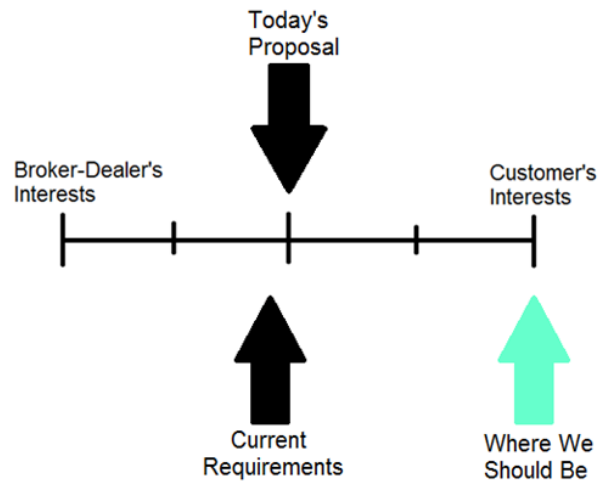 Today's
Proposal
Broker-Dealer's
Interests
Customer's
Interests
Current
Requirements
Where We
Should Be